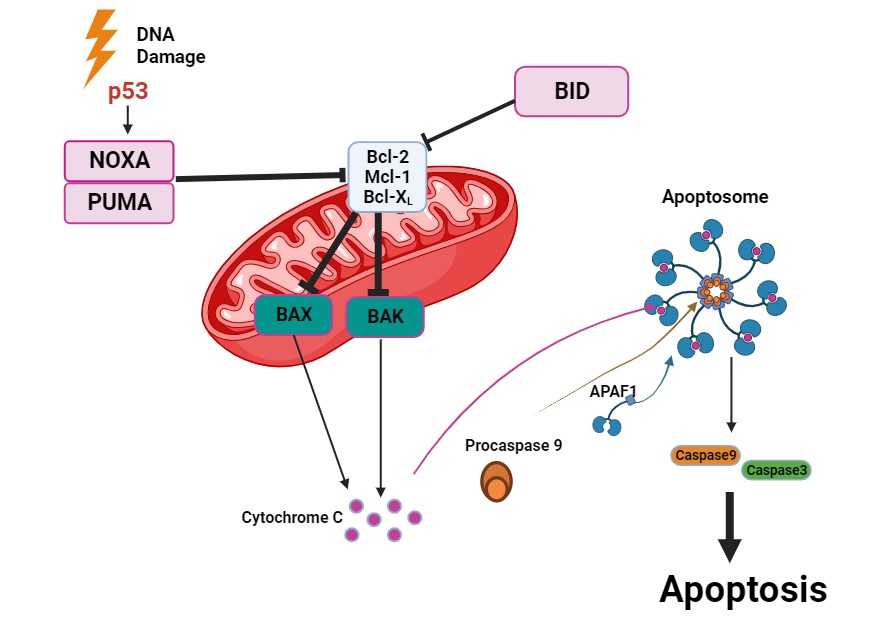 DNA
Damage
p53
NOXA
PUMA
BID
Bcl-2
Mcl-1
Bcl-XL
BAX
BAK
Apoptosome
APAF1
Procaspase 9
Cytochrome C
Caspase9
Caspase3
Apoptosis